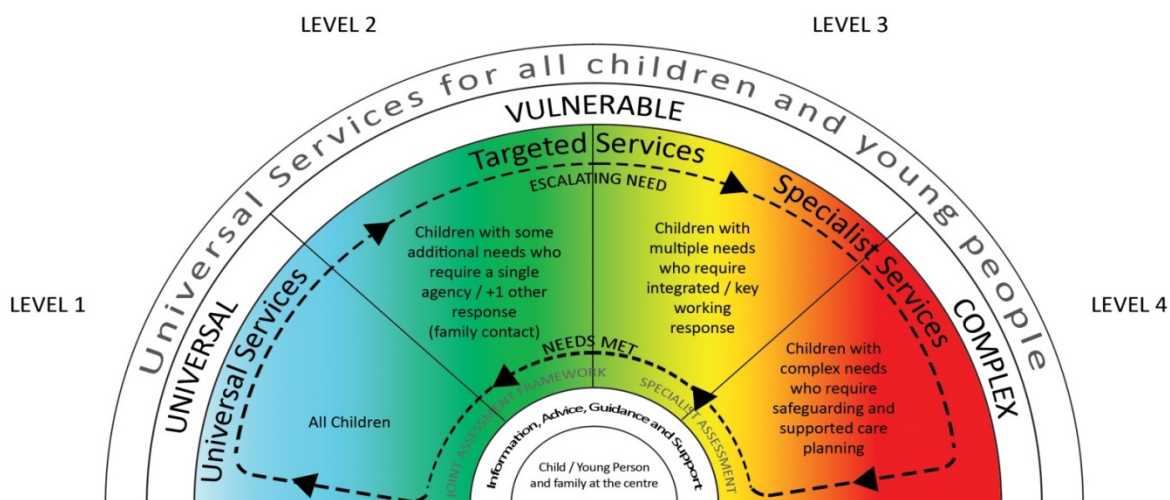 LEVEL 2
LEVEL 3
LEVEL 1
LEVEL 4
Universal Services for all children and young people
UNIVERSAL
VULNERABLE
COMPLEX
Universal Services
Targeted Services
Specialist Services
ESCALATING NEED
All Children
Children with some
additional needs who
require a single
agency / +1 other
response
(family contact)
Children with
multiple needs
who require
integrated / key
working
response
Children with
complex needs
who require
safeguarding and
supported care
planning
NEEDS MET
JOINT ASSESSMENT FRAMEWORK
SPECIALIST ASSESSMENT
Information, Advice, Guidance and Support
Child / Young Person
and family at the centre